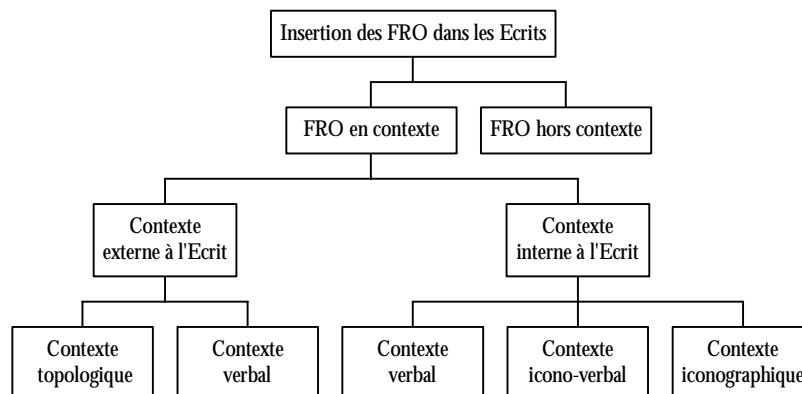 Insertion des FRO dans les Ecrits
FRO en contexte
FRO hors contexte
Contexte
externe à l'Ecrit
Contexte
interne à l'Ecrit
Contexte
topologique
Contexte
verbal
Contexte
verbal
Contexte
icono-verbal
Contexte
iconographique